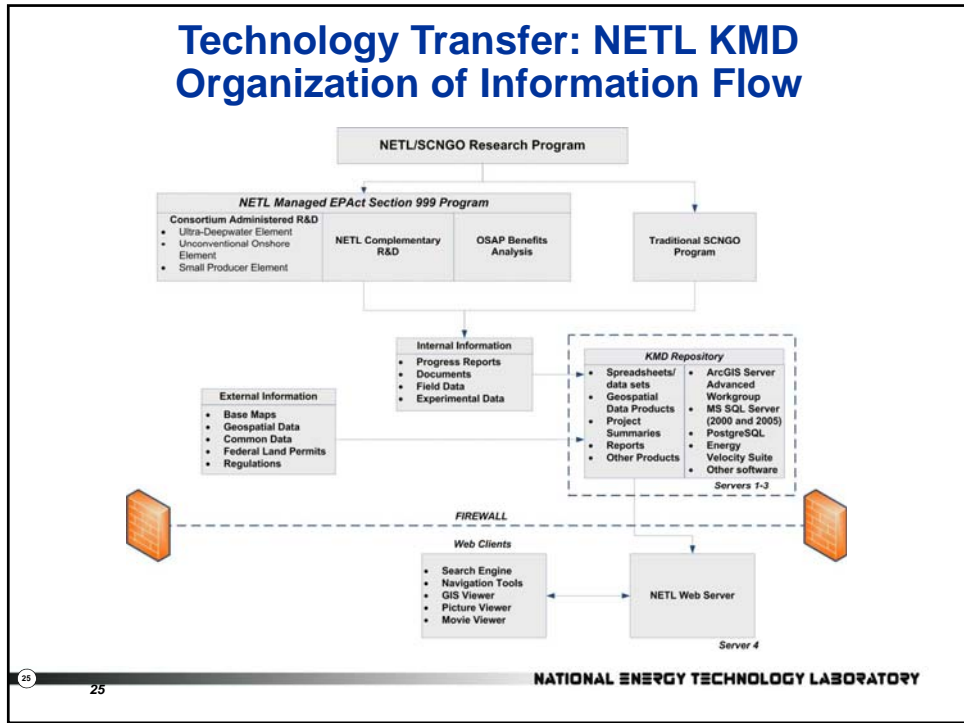 Technology Transfer: NETL KMD
Organization of Information Flow
NETL/SCNGO Research Program
NETL Managed EPAct Section 999 Program
Consortium Administered R&D
• Ultra-Deepwater Element
• Unconventional Onshore
Element
• Small Producer Element
NETL Complementary
R&D
OSAP Benefits
Analysis
Traditional SCNGO
Program
Internal Information
• Progress Reports
• Documents
• Field Data
• Experimental Data
External Information
• Base Maps
• Geospatial Data
• Common Data
• Federal Land Permits
• Regulations
KMD Repository
• Spreadsheets/
data sets
• Geospatial
Data Products
• Project
Summaries
• Reports
• Other Products
• ArcGIS Server
Advanced
Workgroup
• MS SQL Server
(2000 and 2005)
• PostgreSQL
• Energy
Velocity Suite
• Other software
Servers 1-3
FIREWALL
Web Clients
• Search Engine
• Navigation Tools
• GIS Viewer
• Picture Viewer
• Movie Viewer
NETL Web Server
Server 4
25
25
NATIONAL ENERGY TECHNOLOGY LABORATORY